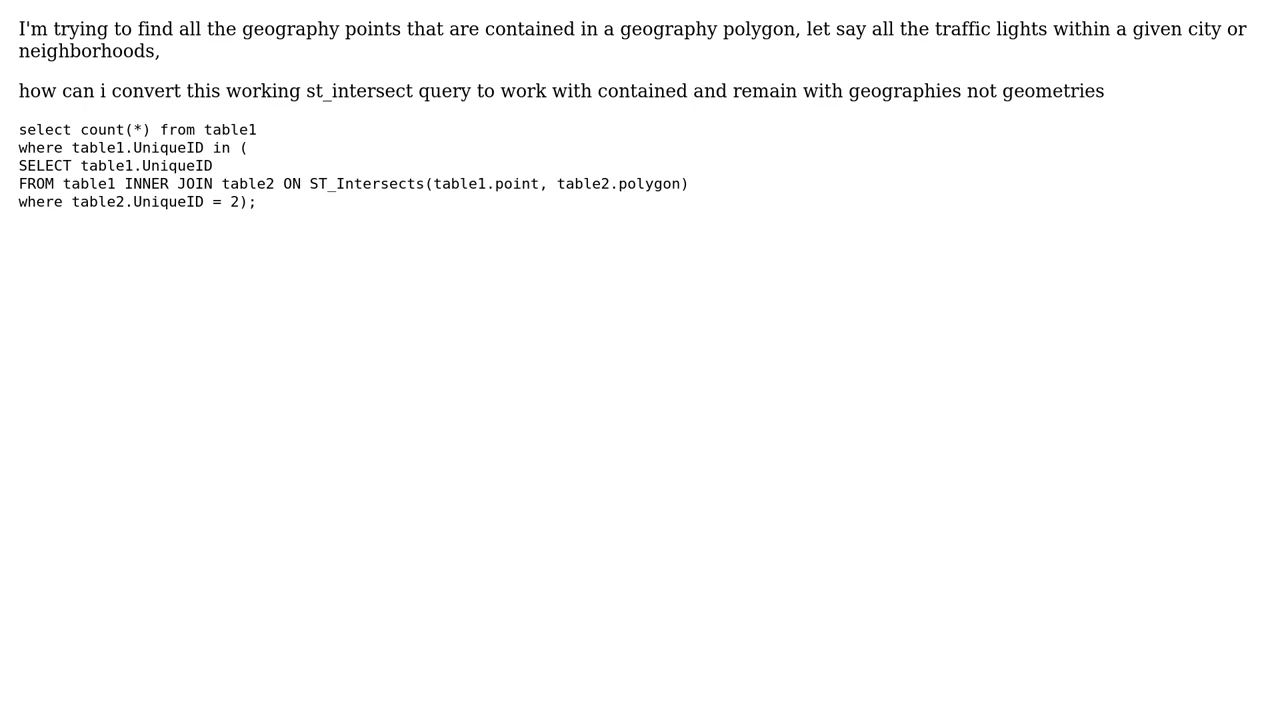 I'm trying to find all the geography points that are contained in a geography polygon, let say all the traffic lights within a given city or
neighborhoods,
how can i convert this working st_intersect query to work with contained and remain with geographies not geometries
select count(*) from table1
where table1.UniqueID in (
SELECT table1.UniqueID
FROM table1 INNER JOIN table2 ON ST_Intersects(table1.point, table2.polygon)
where table2.UniqueID = 2);